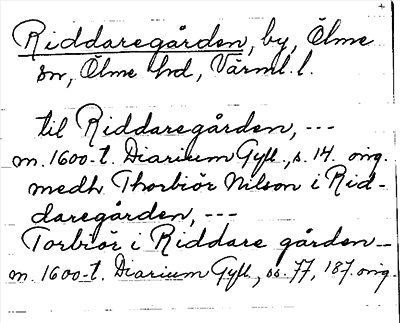 Riddaregården, by, Ölme
sn, Ölme hd, Värml. l.
til Riddaregården, ---
m. 1600-t. Diarium Gyll., s. 14. orig.
medh Thorbiör Nilson i Rid-
daregården, ---
Torbiör i Riddare gården -
m. 1600-t. Diarium Gyll., ss. 77, 187. orig.